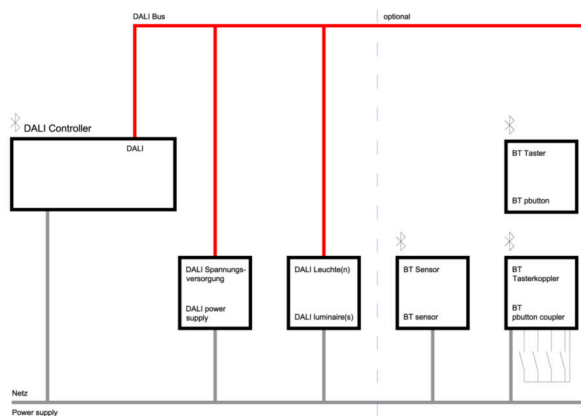 DALI Bus
optional
DALI Controller
DALI
BT Taster
BT pbutton
DALI Spannungs-
versorgung
DALI power
supply
DALI Leuchte(n)
DALI luminaire(s)
BT Sensor
BT sensor
BT
Tasterkoppler
BT
pbutton coupler
Netz
Power supply